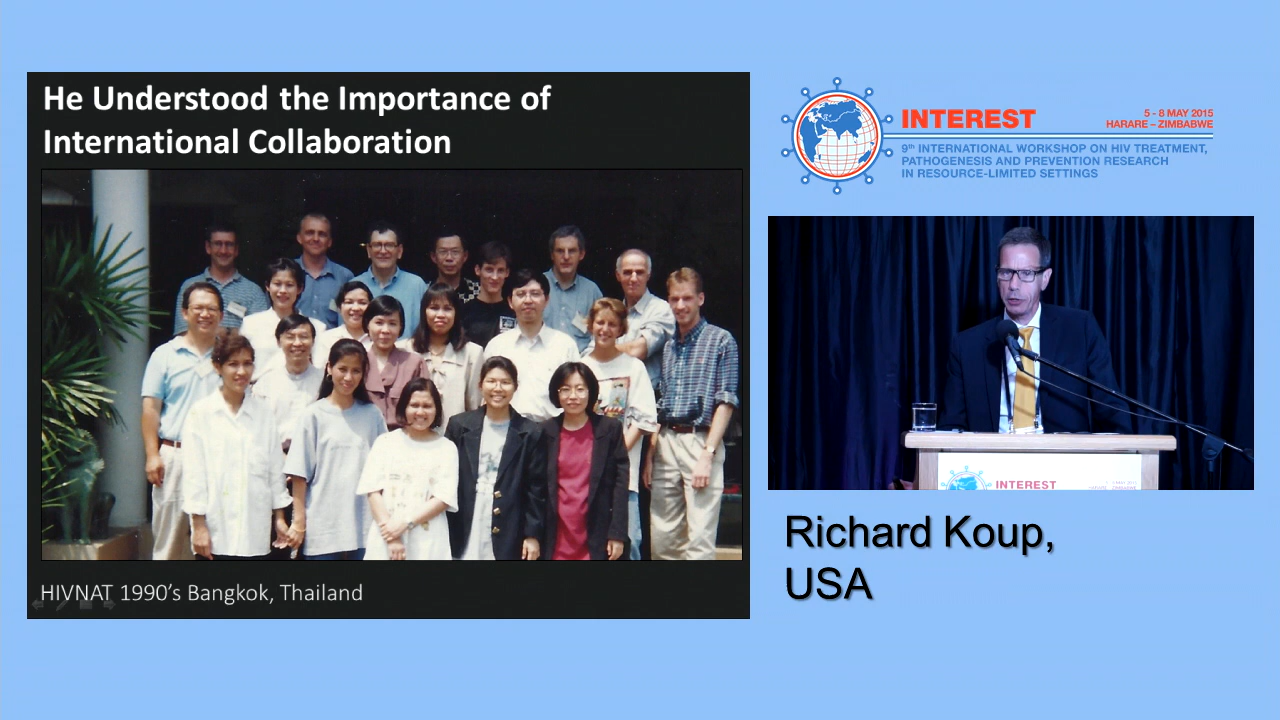 He Understood the Importance of
International Collaboration
HIVNAT 1990's Bangkok, Thailand
INTEREST
5 - 8 MAY 2015
HARARE – ZIMBABWE
9th INTERNATIONAL WORKSHOP ON HIV TREATMENT,
PATHOGENESIS AND PREVENTION RESEARCH
IN RESOURCE-LIMITED SETTINGS
INTEREST
Richard Koup,
USA